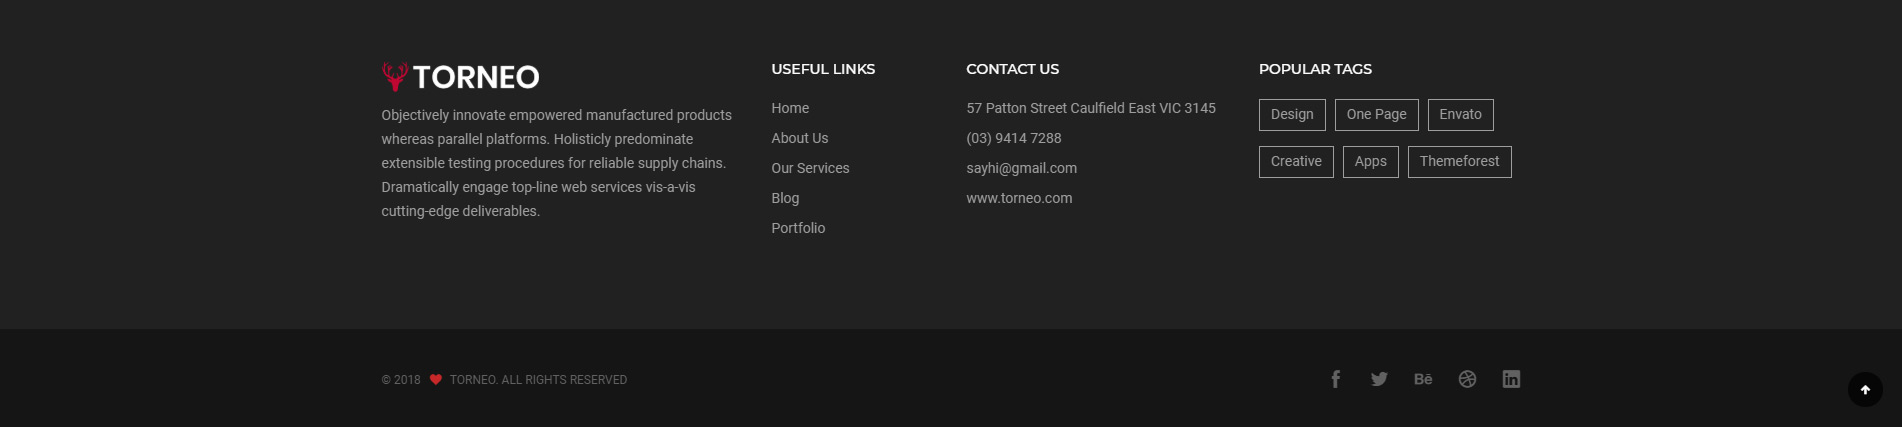 TORNEO
Objectively innovate empowered manufactured products
whereas parallel platforms. Holisticly predominate
extensible testing procedures for reliable supply chains.
Dramatically engage top-line web services vis-a-vis
cutting-edge deliverables.
USEFUL LINKS
Home
About Us
Our Services
Blog
Portfolio
CONTACT US
57 Patton Street Caulfield East VIC 3145
(03) 9414 7288
sayhi@gmail.com
www.torneo.com
POPULAR TAGS
Design One Page Envato
Creative Apps Themeforest
© 2018 ❤ TORNEO. ALL RIGHTS RESERVED